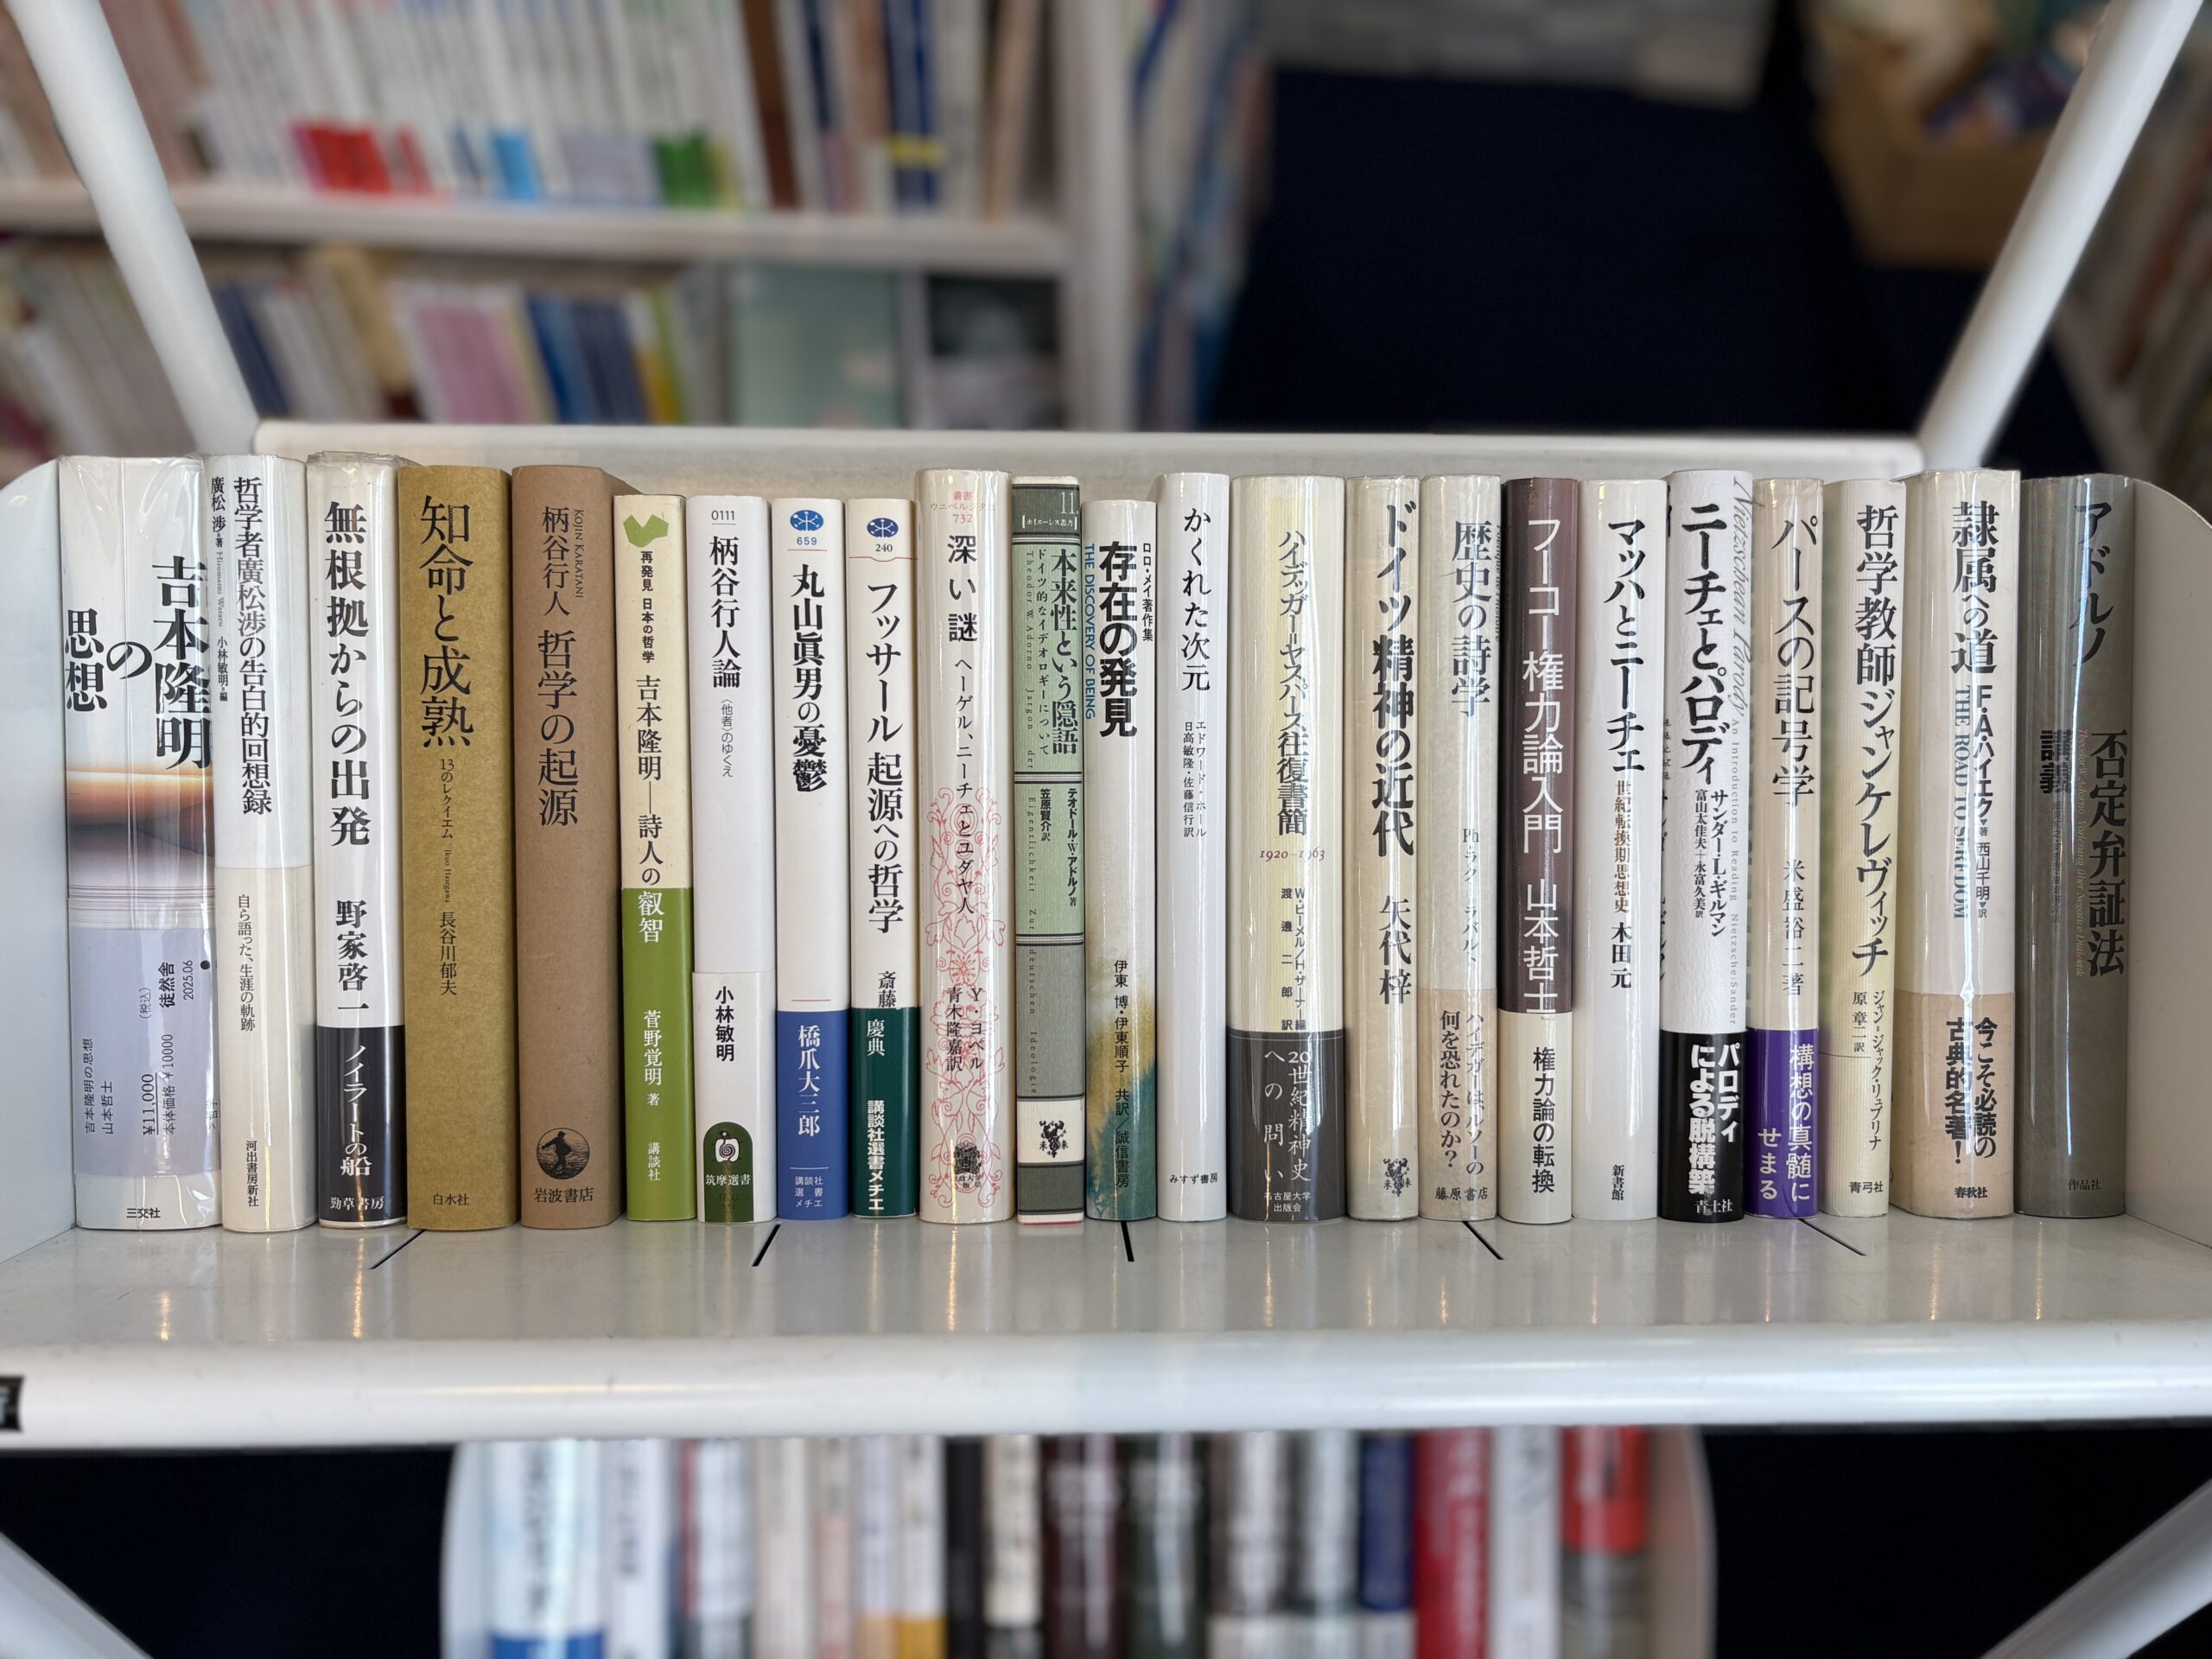 吉本隆明
の
思想
徒然舎
2025.06
(税込)
本体価格 ¥10000
¥11,000
山本哲士
吉本隆明の思想
三交社
廣松 渉=著
小林敏明=編
哲学者廣松渉の告白的回想録
自ら語った、生涯の軌跡
河出書房新社
無根拠からの出発
野家啓一
ノイラートの船
勁草書房
知命と成熟
13のレクイエム
長谷川郁夫
白水社
KOJIN KARATANI
柄谷行人 哲学の起源
岩波書店
再発見 日本の哲学
吉本隆明──詩人の叡智
菅野覚明 著
講談社
0111
柄谷行人論
〈他者〉のゆくえ
小林敏明
筑摩選書
659
丸山眞男の憂鬱
橋爪大三郎
講談社
選書
メチエ
240
フッサール 起源への哲学
斎藤慶典
講談社選書メチエ
叢書
ウニベルシタス
732
深い謎
ヘーゲル、ニーチェとユダヤ人
Y・ヨベル
青木隆嘉訳
11
本来性という隠語
ドイツ的なイデオロギーについて
Theodor W. Adorno Jargon der Eigentlichkeit Zur deutschen Ideologie
テオドール・W・アドルノ著
笠原賢介訳
未来
ロロ・メイ著作集
存在の発見
THE DISCOVERY OF BEING
伊東 博・伊東順子=共訳/誠信書房
かくれた次元
エドワード・ホール
日高敏隆・佐藤信行訳
みすず書房
ハイデッガー=ヤスパース往復書簡
1920–1963
W・ビーメル/H・ザーナー編
渡邊二郎訳
20世紀精神史
への問い
名古屋大学
出版会
ドイツ精神の近代
矢代梓
未来
歴史の詩学
Ph・ラクー=ラバルト
ハイデガーは、ルソーの
何を恐れたのか?
藤原書店
フーコー権力論入門 山本哲士
権力論の転換
マッハとニーチェ
世紀転換期思想史
木田元
新書館
Nietzschean Parody
An Introduction to Reading Nietzsche: Sander
ニーチェとパロディ
サンダー・L・ギルマン
富山太佳夫+永富久美訳
パロディ
による脱構築
青土社
パースの記号学
米盛裕二著
構想の真髄に
せまる
哲学教師ジャンケレヴィッチ
ジャン=ジャック・リュブリナ
原 章二訳
青弓社
隷属への道
F・A・ハイエク▼著
西山千明▼訳
THE ROAD TO SERFDOM
今こそ必読の
古典的名著!
春秋社
アドルノ
否定弁証法
講義
作品社